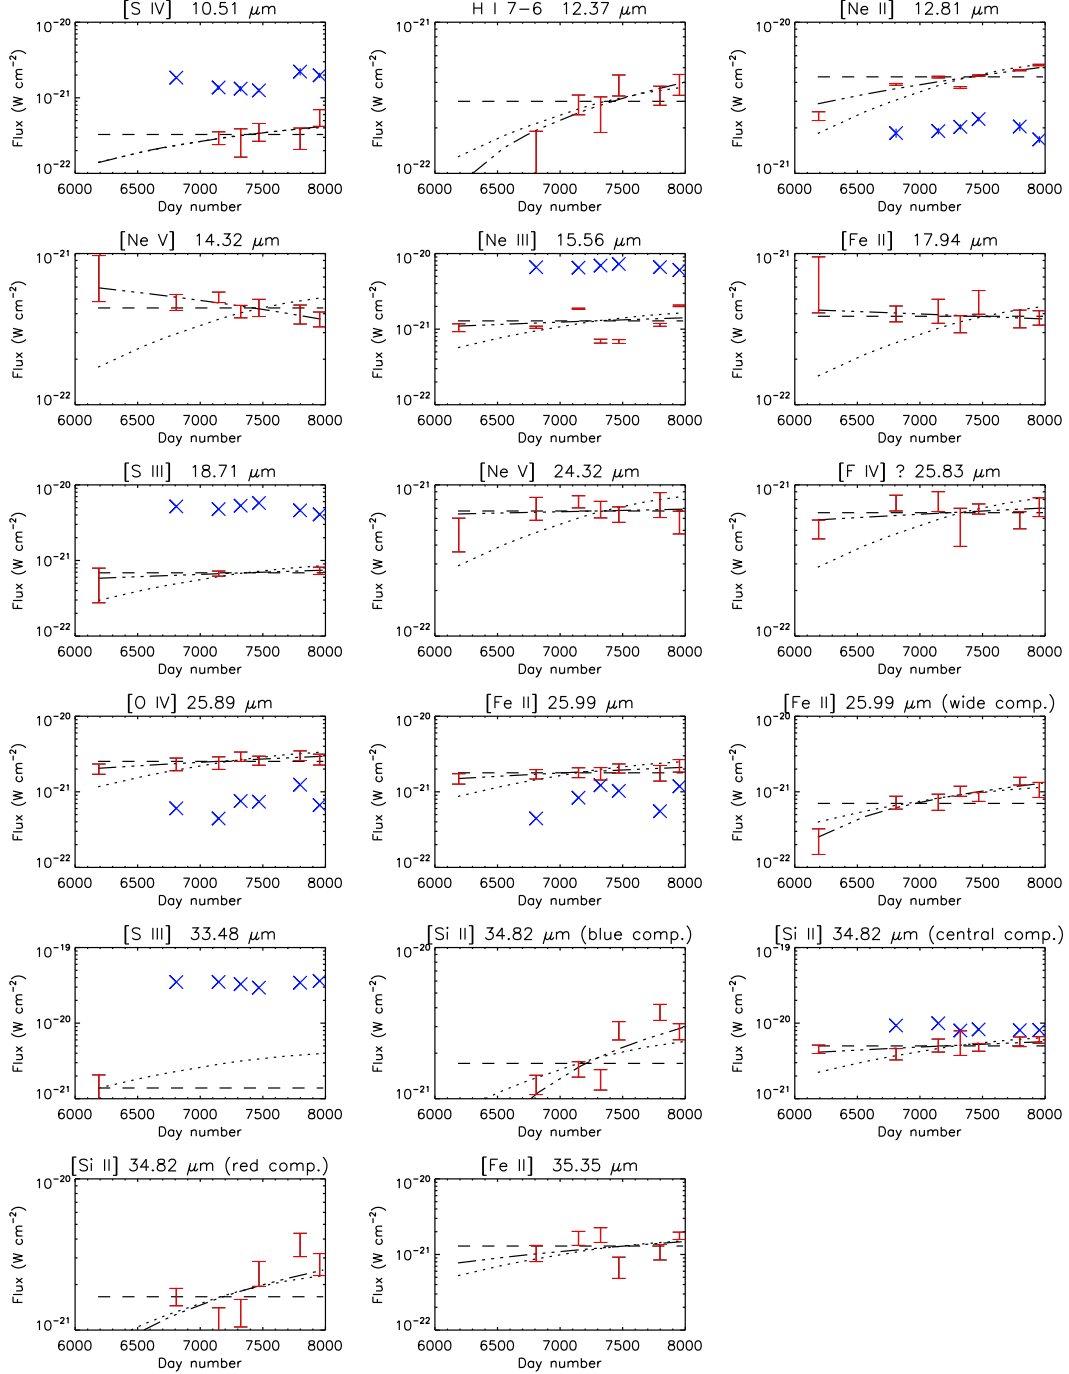 [S IV] 10.51 μm
Flux (W cm⁻²)
10⁻²⁰
10⁻²¹
10⁻²²
6000 6500 7000 7500 8000
Day number
H I 7−6 12.37 μm
Flux (W cm⁻²)
10⁻²⁰
10⁻²¹
10⁻²²
6000 6500 7000 7500 8000
Day number
[Ne II] 12.81 μm
Flux (W cm⁻²)
10⁻²⁰
10⁻²¹
6000 6500 7000 7500 8000
Day number
[Ne V] 14.32 μm
Flux (W cm⁻²)
10⁻²¹
10⁻²²
6000 6500 7000 7500 8000
Day number
[Ne III] 15.56 μm
Flux (W cm⁻²)
10⁻²⁰
10⁻²¹
10⁻²²
6000 6500 7000 7500 8000
Day number
[Fe II] 17.94 μm
Flux (W cm⁻²)
10⁻²¹
10⁻²²
6000 6500 7000 7500 8000
Day number
[S III] 18.71 μm
Flux (W cm⁻²)
10⁻²⁰
10⁻²¹
10⁻²²
6000 6500 7000 7500 8000
Day number
[Ne V] 24.32 μm
Flux (W cm⁻²)
10⁻²¹
10⁻²²
6000 6500 7000 7500 8000
Day number
[F IV] ? 25.83 μm
Flux (W cm⁻²)
10⁻²¹
10⁻²²
6000 6500 7000 7500 8000
Day number
[O IV] 25.89 μm
Flux (W cm⁻²)
10⁻²⁰
10⁻²¹
10⁻²²
6000 6500 7000 7500 8000
Day number
[Fe II] 25.99 μm
Flux (W cm⁻²)
10⁻²⁰
10⁻²¹
10⁻²²
6000 6500 7000 7500 8000
Day number
[Fe II] 25.99 μm (wide comp.)
Flux (W cm⁻²)
10⁻²⁰
10⁻²¹
10⁻²²
6000 6500 7000 7500 8000
Day number
[S III] 33.48 μm
Flux (W cm⁻²)
10⁻¹⁹
10⁻²⁰
10⁻²¹
6000 6500 7000 7500 8000
Day number
[Si II] 34.82 μm (blue comp.)
Flux (W cm⁻²)
10⁻²⁰
10⁻²¹
6000 6500 7000 7500 8000
Day number
[Si II] 34.82 μm (central comp.)
Flux (W cm⁻²)
10⁻¹⁹
10⁻²⁰
10⁻²¹
6000 6500 7000 7500 8000
Day number
[Si II] 34.82 μm (red comp.)
Flux (W cm⁻²)
10⁻²⁰
10⁻²¹
6000 6500 7000 7500 8000
Day number
[Fe II] 35.35 μm
Flux (W cm⁻²)
10⁻²⁰
10⁻²¹
10⁻²²
6000 6500 7000 7500 8000
Day number